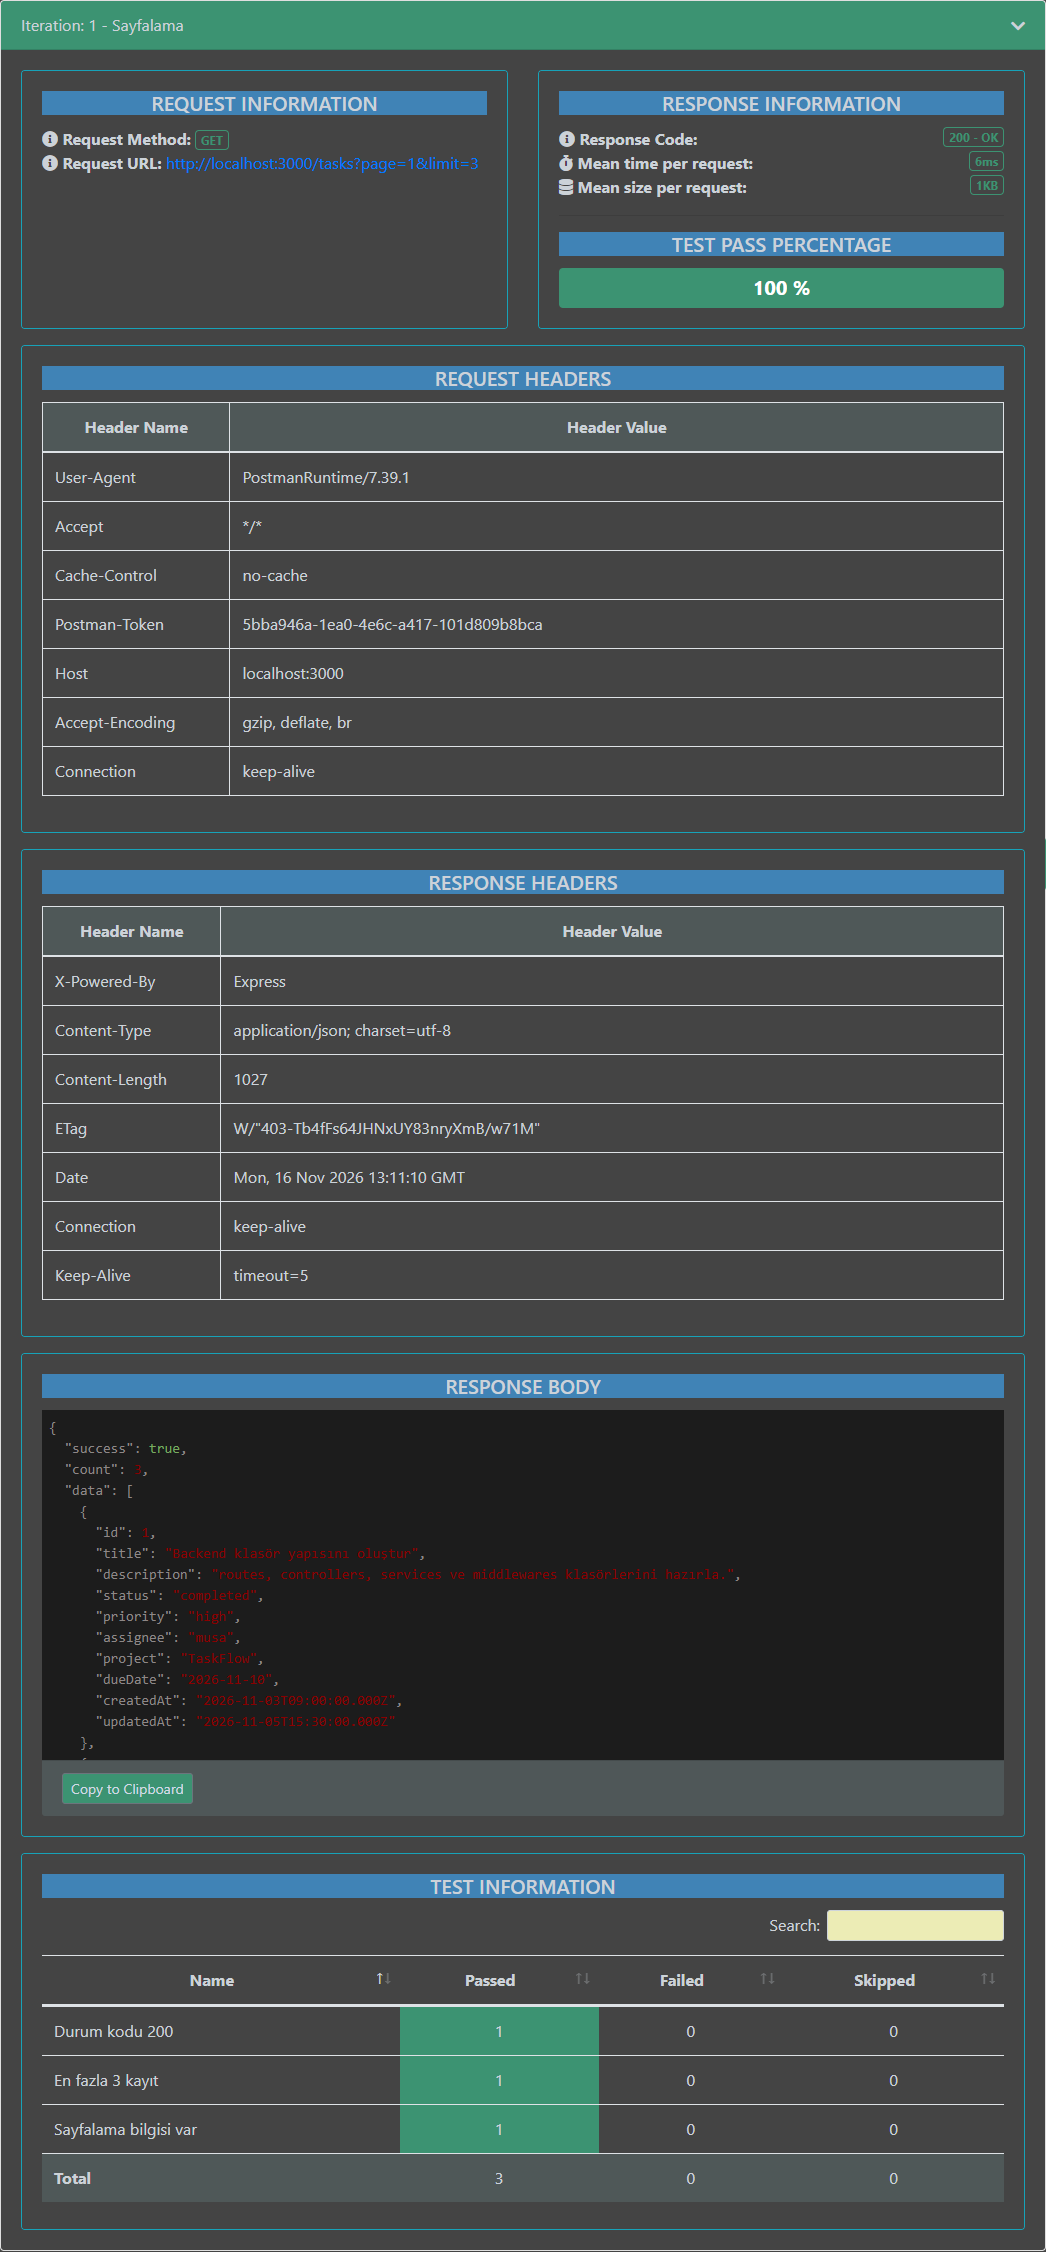 Iteration: 1 - Sayfalama
REQUEST INFORMATION
Request Method: GET
Request URL: http://localhost:3000/tasks?page=1&limit=3
RESPONSE INFORMATION
Response Code: 200 - OK
Mean time per request: 6ms
Mean size per request: 1KB
TEST PASS PERCENTAGE
100 %
REQUEST HEADERS
Header Name Header Value
User-Agent PostmanRuntime/7.39.1
Accept */*
Cache-Control no-cache
Postman-Token 5bba946a-1ea0-4e6c-a417-101d809b8bca
Host localhost:3000
Accept-Encoding gzip, deflate, br
Connection keep-alive
RESPONSE HEADERS
Header Name Header Value
X-Powered-By Express
Content-Type application/json; charset=utf-8
Content-Length 1027
ETag W/"403-Tb4fFs64JHNxUY83nryXmB/w71M"
Date Mon, 16 Nov 2026 13:11:10 GMT
Connection keep-alive
Keep-Alive timeout=5
RESPONSE BODY
{
"success": true,
"count": 3,
"data": [
{
"id": 1,
"title": "Backend klasör yapısını oluştur",
"description": "routes, controllers, services ve middlewares klasörlerini hazırla.",
"status": "completed",
"priority": "high",
"assignee": "musa",
"project": "TaskFlow",
"dueDate": "2026-11-10",
"createdAt": "2026-11-03T09:00:00.000Z",
"updatedAt": "2026-11-05T15:30:00.000Z"
},
Copy to Clipboard
TEST INFORMATION
Search:
Name Passed Failed Skipped
Durum kodu 200 1 0 0
En fazla 3 kayıt 1 0 0
Sayfalama bilgisi var 1 0 0
Total 3 0 0